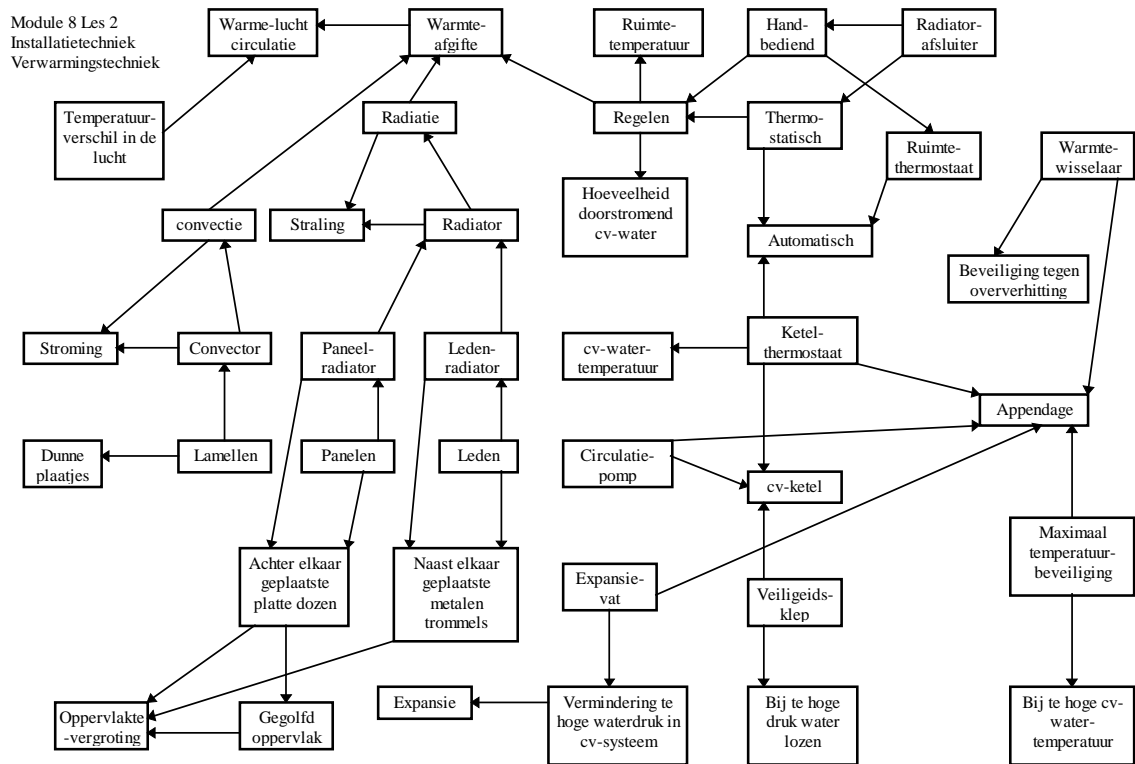 Module 8 Les 2
Installatietechniek
Verwarmingstechniek
Warme-lucht
circulatie
Warmte-
afgifte
Ruimte-
temperatuur
Hand-
bediend
Radiator-
afsluiter
Temperatuur-
verschil in de
lucht
Radiatie
Regelen
Thermo-
statisch
Ruimte-
thermostaat
Warmte-
wisselaar
Hoeveelheid
doorstromend
cv-water
convectie
Straling
Radiator
Automatisch
Beveiliging tegen
oververhitting
Stroming
Convector
Paneel-
radiator
Leden-
radiator
cv-water-
temperatuur
Ketel-
thermostaat
Appendage
Dunne
plaatjes
Lamellen
Panelen
Leden
Circulatie-
pomp
cv-ketel
Achter elkaar
geplaatste
platte dozen
Naast elkaar
geplaatste
metalen
trommels
Expansie-
vat
Veiligeids-
klep
Maximaal
temperatuur-
beveiliging
Oppervlakte
-vergroting
Gegolfd
oppervlak
Expansie
Vermindering te
hoge waterdruk in
cv-systeem
Bij te hoge
druk water
lozen
Bij te hoge cv-
water-
temperatuur